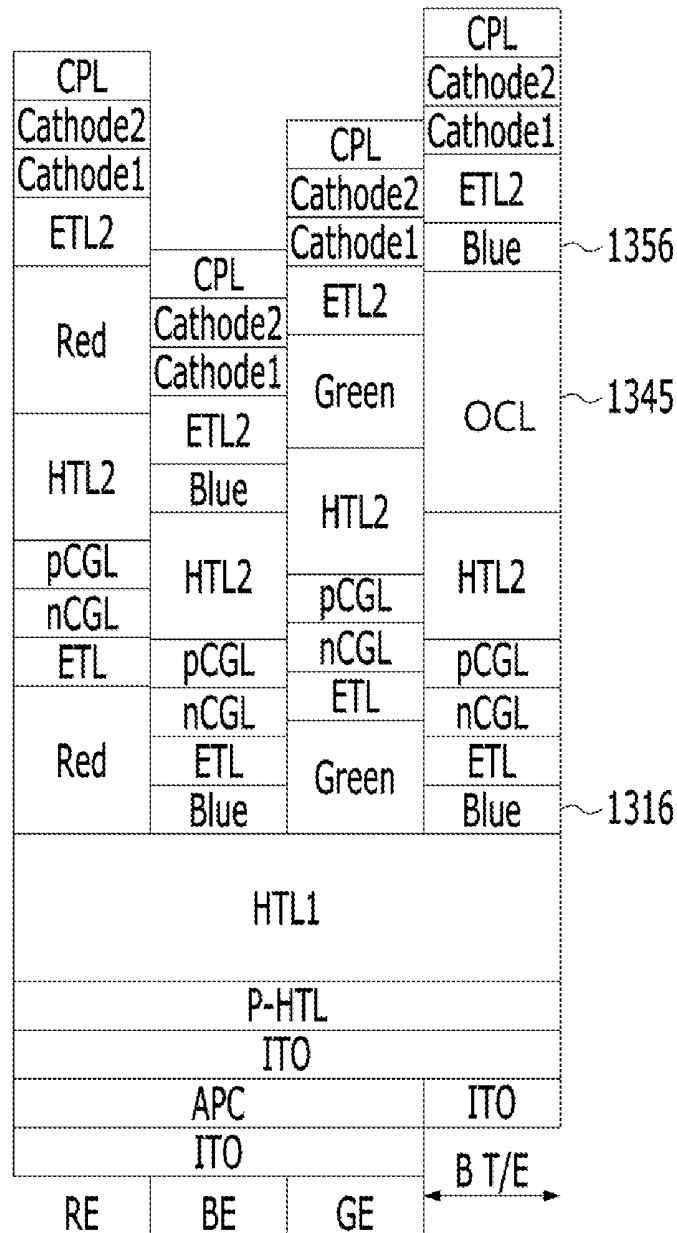 CPL
Cathode2
Cathode1
ETL2
Red
HTL2
pCGL
nCGL
ETL
Red
CPL
Cathode2
Cathode1
ETL2
Blue
HTL2
pCGL
nCGL
ETL
Blue
CPL
Cathode2
Cathode1
ETL2
Green
HTL2
pCGL
nCGL
ETL
Green
CPL
Cathode2
Cathode1
ETL2
Blue
1356
OCL
1345
HTL2
pCGL
nCGL
ETL
Blue
1316
HTL1
P-HTL
ITO
APC
ITO
ITO
B T/E
RE
BE
GE